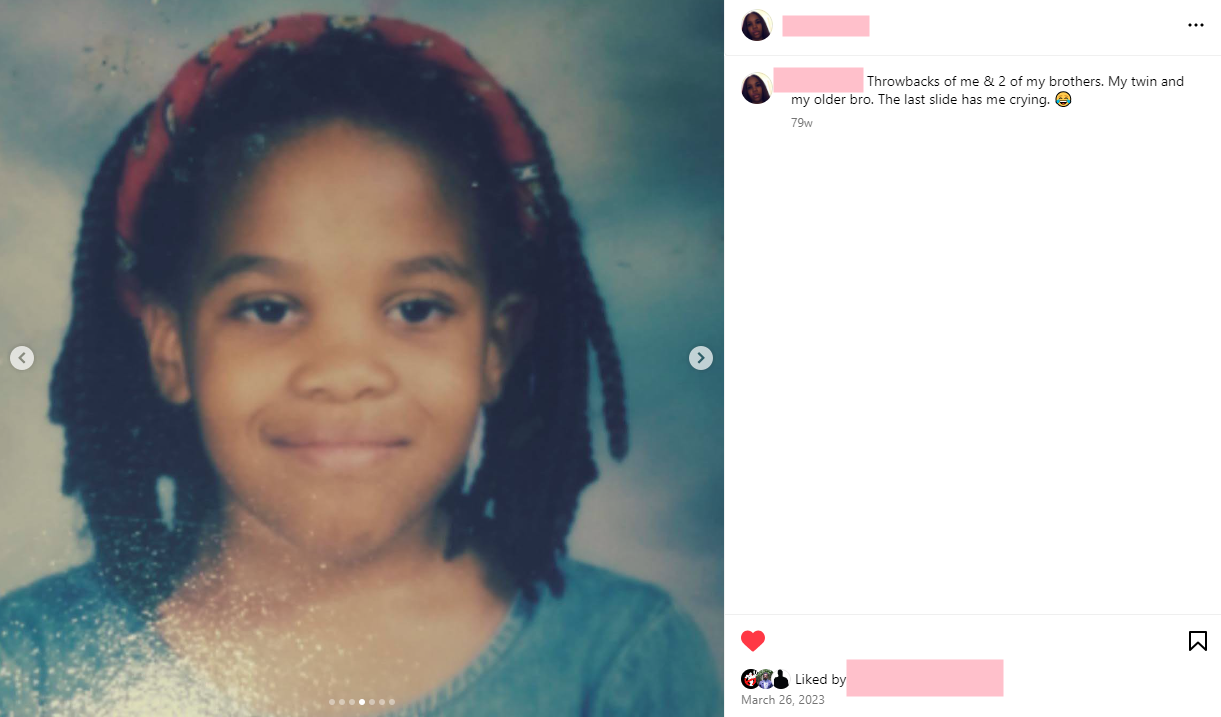 Throwbacks of me & 2 of my brothers. My twin and
my older bro. The last slide has me crying. 😂
79w
Liked by
March 26, 2023